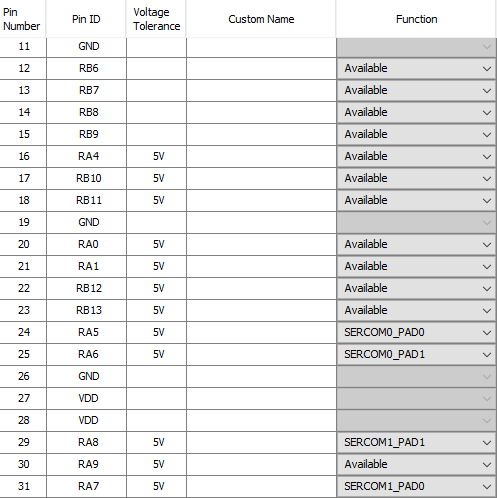 Pin Number Pin ID Voltage Tolerance Custom Name Function
11 GND
12 RB6 Available
13 RB7 Available
14 RB8 Available
15 RB9 Available
16 RA4 5V Available
17 RB10 5V Available
18 RB11 5V Available
19 GND
20 RA0 5V Available
21 RA1 5V Available
22 RB12 5V Available
23 RB13 5V Available
24 RA5 5V SERCOM0_PAD0
25 RA6 5V SERCOM0_PAD1
26 GND
27 VDD
28 VDD
29 RA8 5V SERCOM1_PAD1
30 RA9 5V Available
31 RA7 5V SERCOM1_PAD0